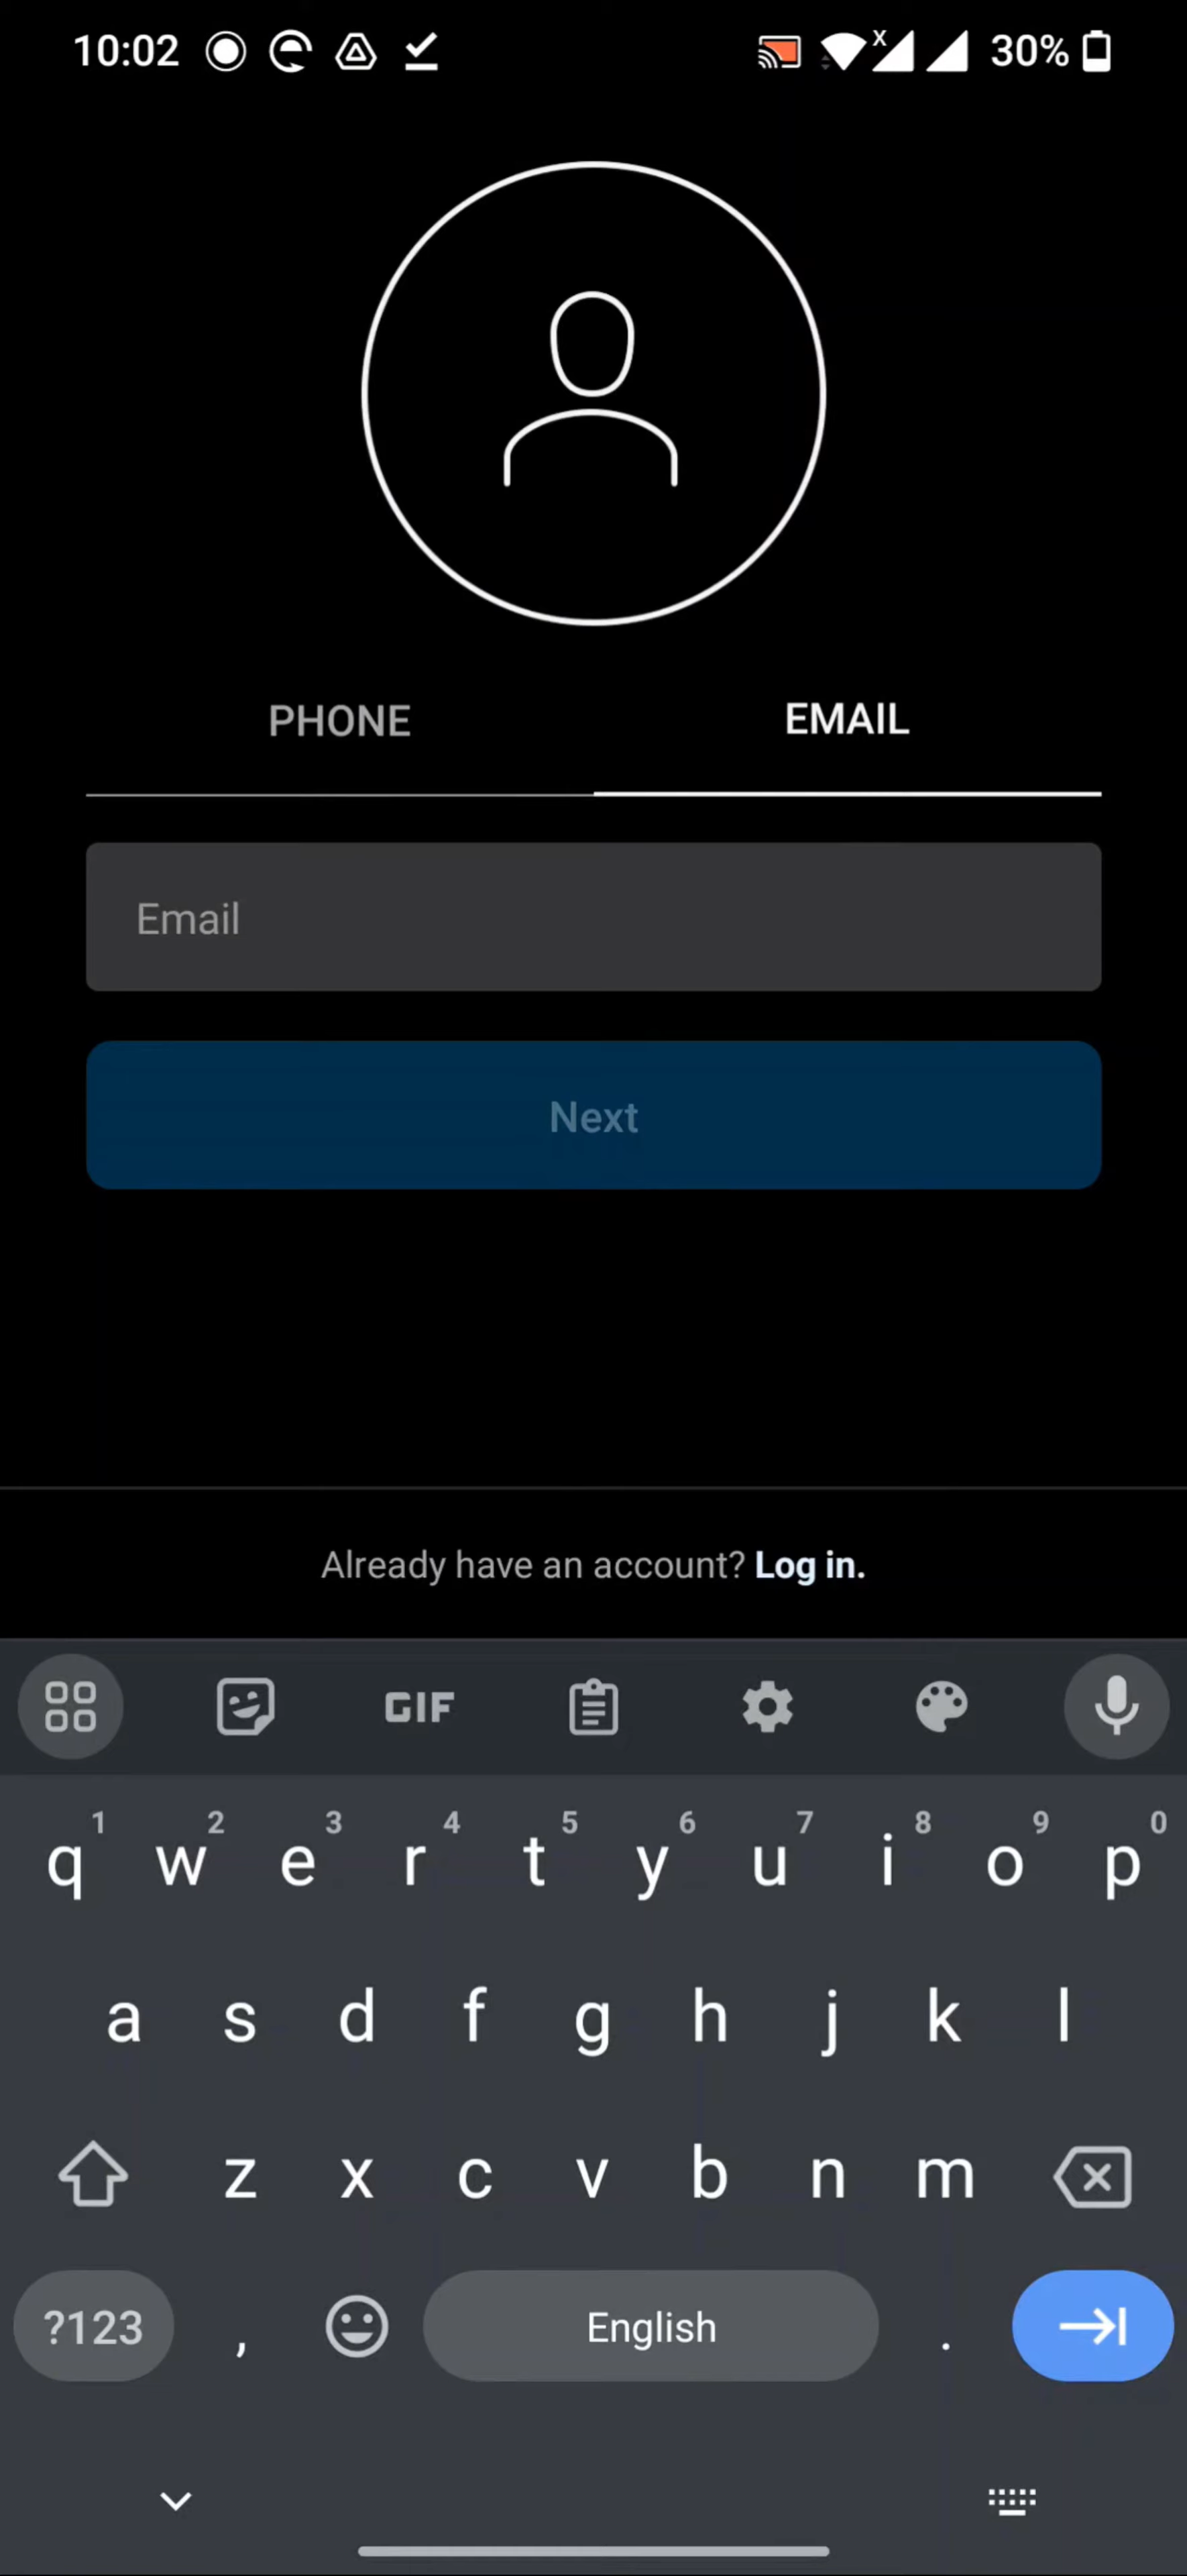 10:02 30%
PHONE EMAIL
Email
Next
Already have an account? Log in.
GIF
1 2 3 4 5 6 7 8 9 0
q w e r t y u i o p
a s d f g h j k l
z x c v b n m
?123 , English .